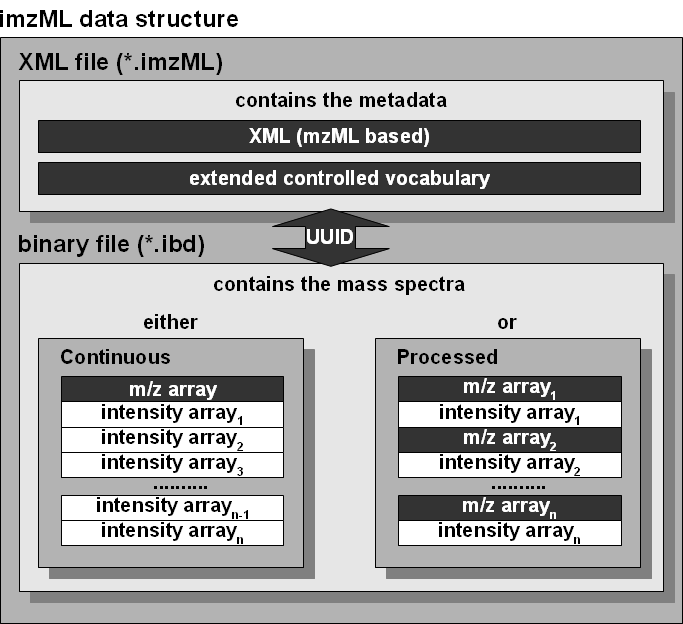 imzML data structure
XML file (*.imzML)
contains the metadata
XML (mzML based)
extended controlled vocabulary
UUID
binary file (*.ibd)
contains the mass spectra
either
Continuous
m/z array
intensity array1
intensity array2
intensity array3
..........
intensity arrayn-1
intensity arrayn
or
Processed
m/z array1
intensity array1
m/z array2
intensity array2
..........
m/z arrayn
intensity arrayn